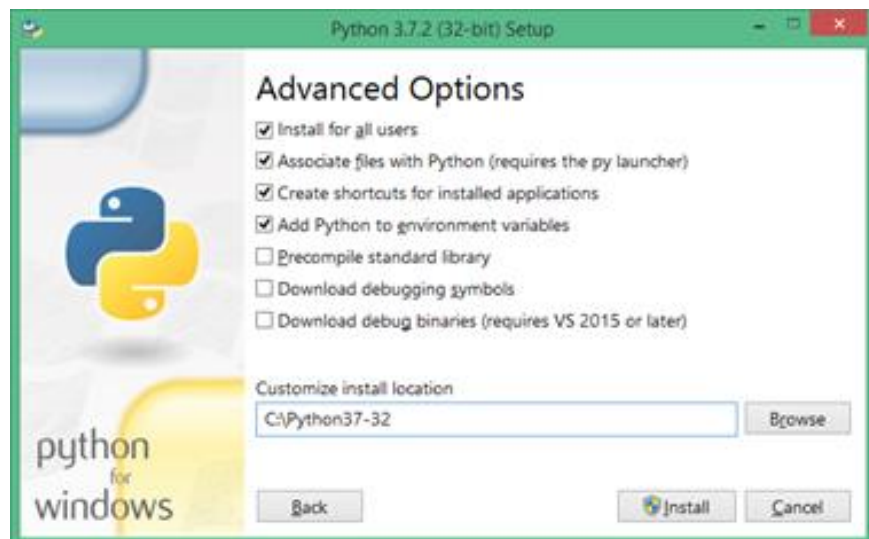 Python 3.7.2 (32-bit) Setup
Advanced Options
Install for all users
Associate files with Python (requires the py launcher)
Create shortcuts for installed applications
Add Python to environment variables
Precompile standard library
Download debugging symbols
Download debug binaries (requires VS 2015 or later)
Customize install location
C:\Python37-32
Browse
python
for
windows
Back
Install
Cancel